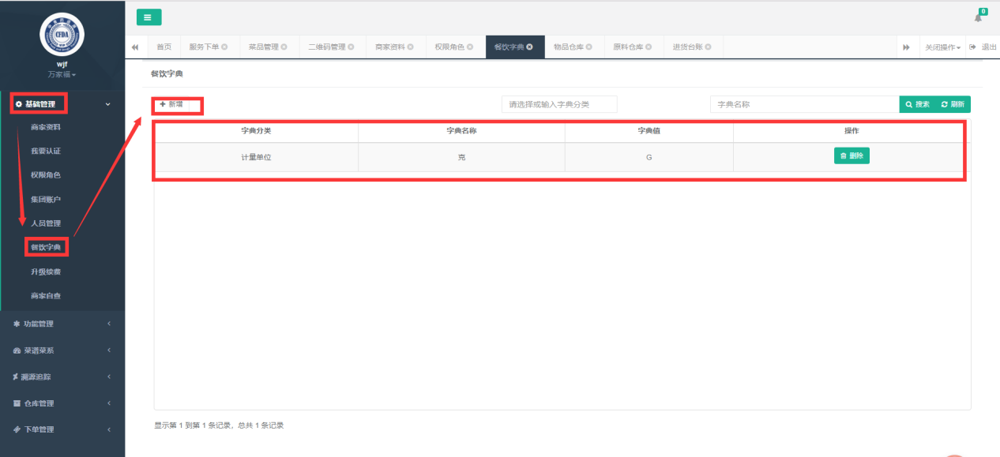 0
CFDA
wjf
万家福
首页 服务下单 菜品管理 二维码管理 商家资料 权限角色 餐饮字典 物品仓库 原料仓库 进货台账 关闭操作 退出
餐饮字典
基础管理
商家资料
我要认证
权限角色
集团账户
人员管理
餐饮字典
升级续费
商家自查
功能管理
菜谱菜系
溯源追踪
仓库管理
下单管理
新增 请选择或输入字典分类 字典名称 搜索 刷新
字典分类 字典名称 字典值 操作
计量单位 克 G 删除
显示第 1 到第 1 条记录，总共 1 条记录